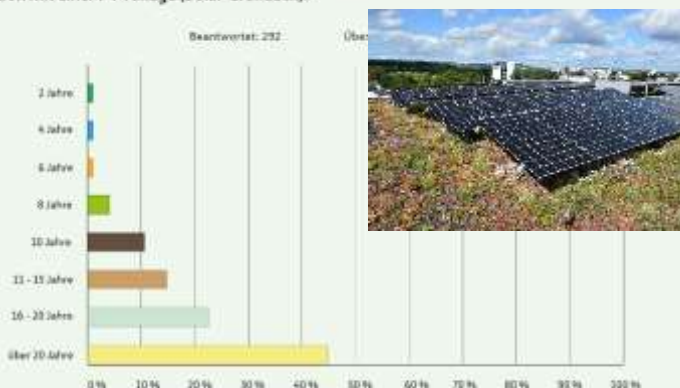 Beantwortet: 292
2 Jahre
4 Jahre
6 Jahre
8 Jahre
10 Jahre
11 - 15 Jahre
16 - 20 Jahre
über 20 Jahre
0 % 10 % 20 % 30 % 40 % 50 % 60 % 70 % 80 % 90 % 100 %